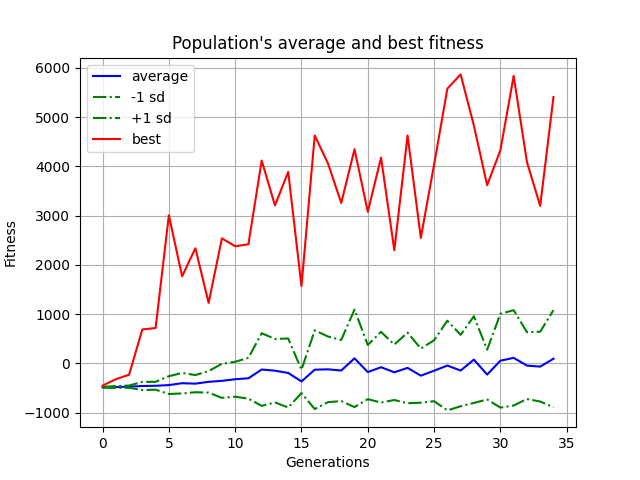 Population's average and best fitness
average
-1 sd
+1 sd
best
6000
5000
4000
3000
2000
1000
0
−1000
Fitness
0 5 10 15 20 25 30 35
Generations